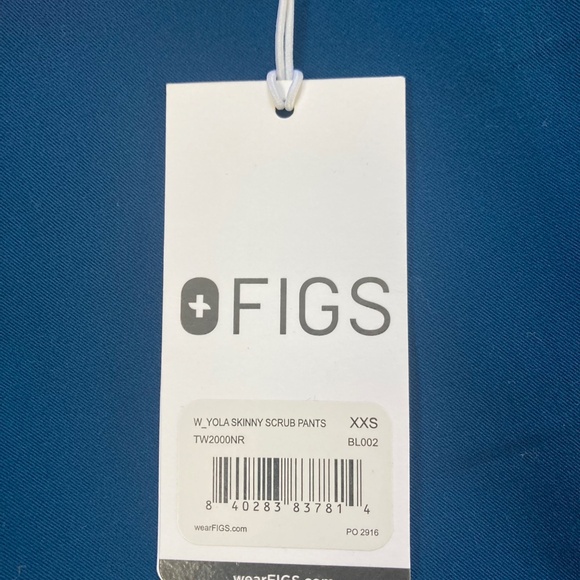 FIGS
W_YOLA SKINNY SCRUB PANTS XXS
TW2000NR BL002
8 40283 83781 4
wearFIGS.com PO 2916
wearFIGS.com